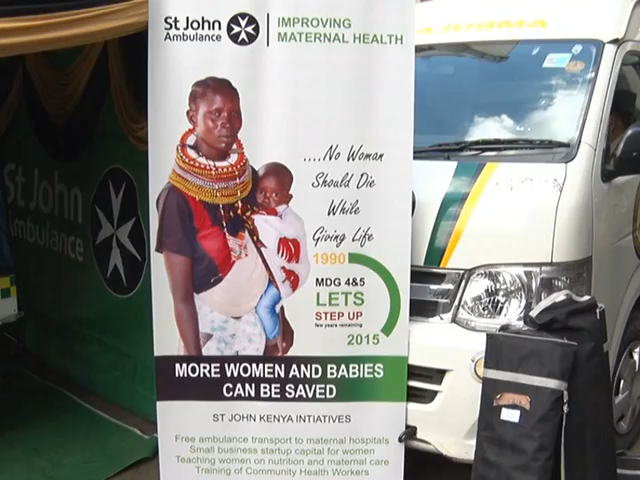 St John
Ambulance
IMPROVING
MATERNAL HEALTH
....No Woman
Should Die
While
Giving Life
1990
MDG 4&5
LETS
STEP UP
few years remaining
2015
MORE WOMEN AND BABIES
CAN BE SAVED
ST JOHN KENYA INTIATIVES
Free ambulance transport to maternal hospitals
Small business startup capital for women
Teaching women on nutrition and maternal care
Training of Community Health Workers
St John
Ambulance